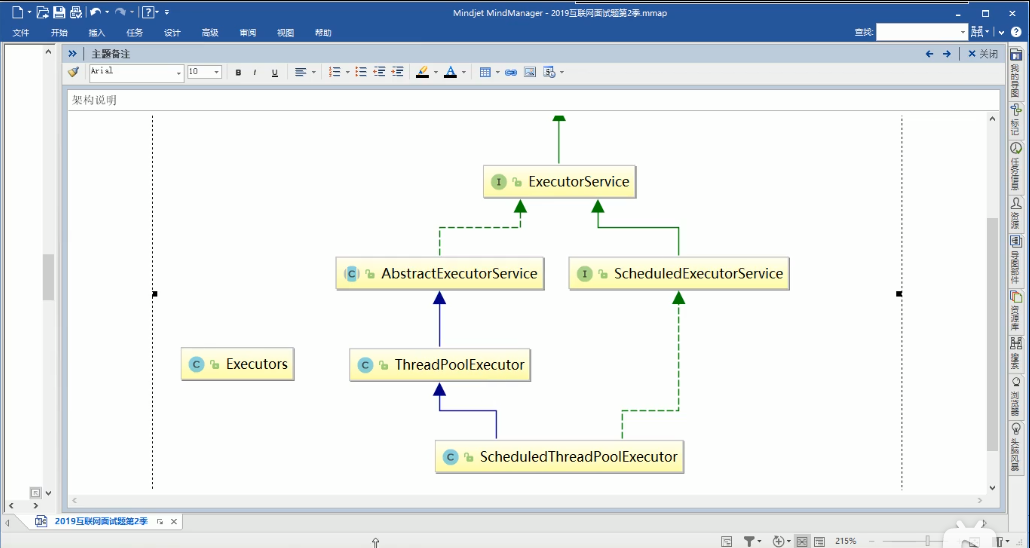 Mindjet MindManager - 2019互联网面试题第2季.mmap
文件 开始 插入 任务 设计 高级 审阅 视图 帮助
查找:
主题备注
关闭
Arial 10 B I U
架构说明
I ExecutorService
C AbstractExecutorService
I ScheduledExecutorService
C Executors
C ThreadPoolExecutor
C ScheduledThreadPoolExecutor
我的导图
标记
任务信息
资源
导图部件
资源库
搜索
浏览器
头脑风暴
2019互联网面试题第2季
215%